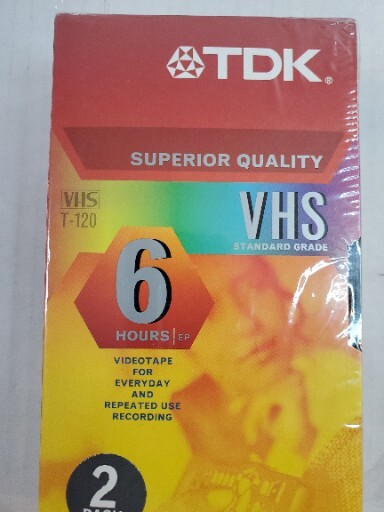 TDK®
SUPERIOR QUALITY
VHS
T-120
VHS
STANDARD GRADE
6
HOURS | EP
VIDEOTAPE
FOR
EVERYDAY
AND
REPEATED USE
RECORDING
2
PACK